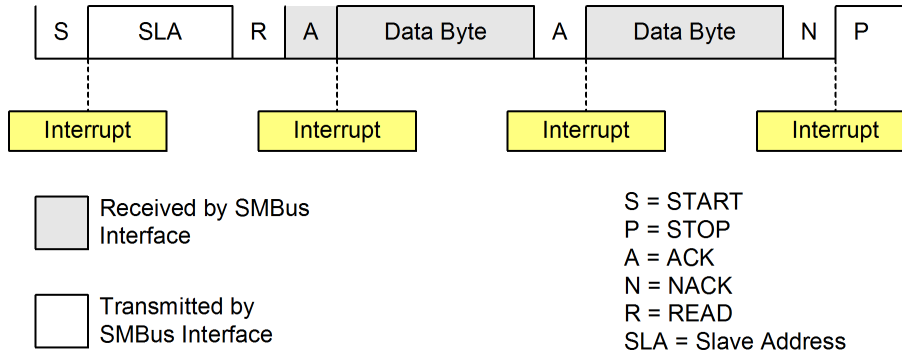 S SLA R A Data Byte A Data Byte N P
Interrupt Interrupt Interrupt Interrupt
Received by SMBus
Interface
Transmitted by
SMBus Interface
S = START
P = STOP
A = ACK
N = NACK
R = READ
SLA = Slave Address